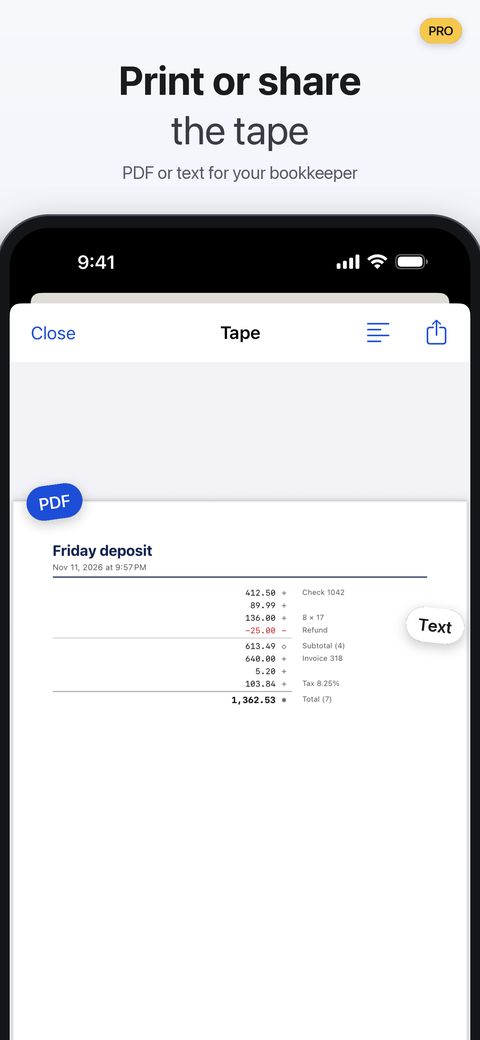 PRO
Print or share
the tape
PDF or text for your bookkeeper
9:41
Close Tape
PDF
Friday deposit
Nov 11, 2026 at 9:57 PM
412.50 + Check 1042
89.99 +
136.00 + 8 × 17
-25.00 − Refund
613.49 ◇ Subtotal (4)
640.00 + Invoice 318
5.20 +
103.84 + Tax 8.25%
1,362.53 * Total (7)
Text